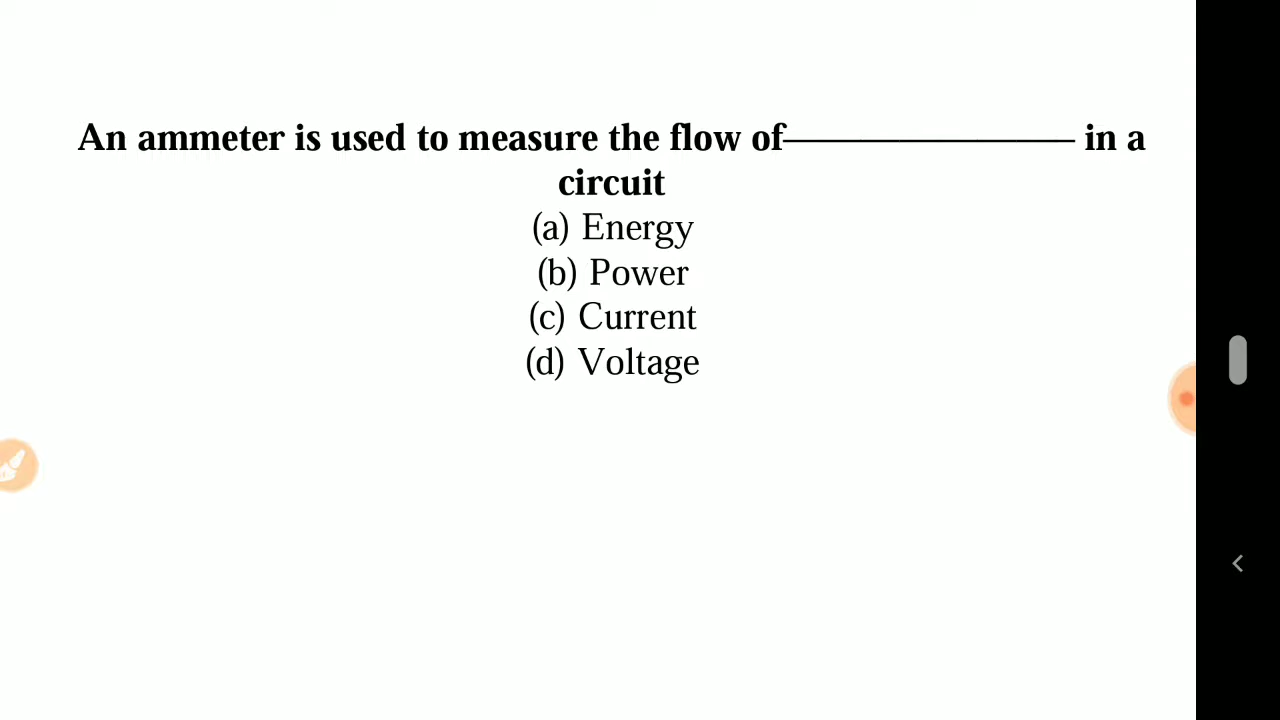 An ammeter is used to measure the flow of——————— in a
circuit
(a) Energy
(b) Power
(c) Current
(d) Voltage